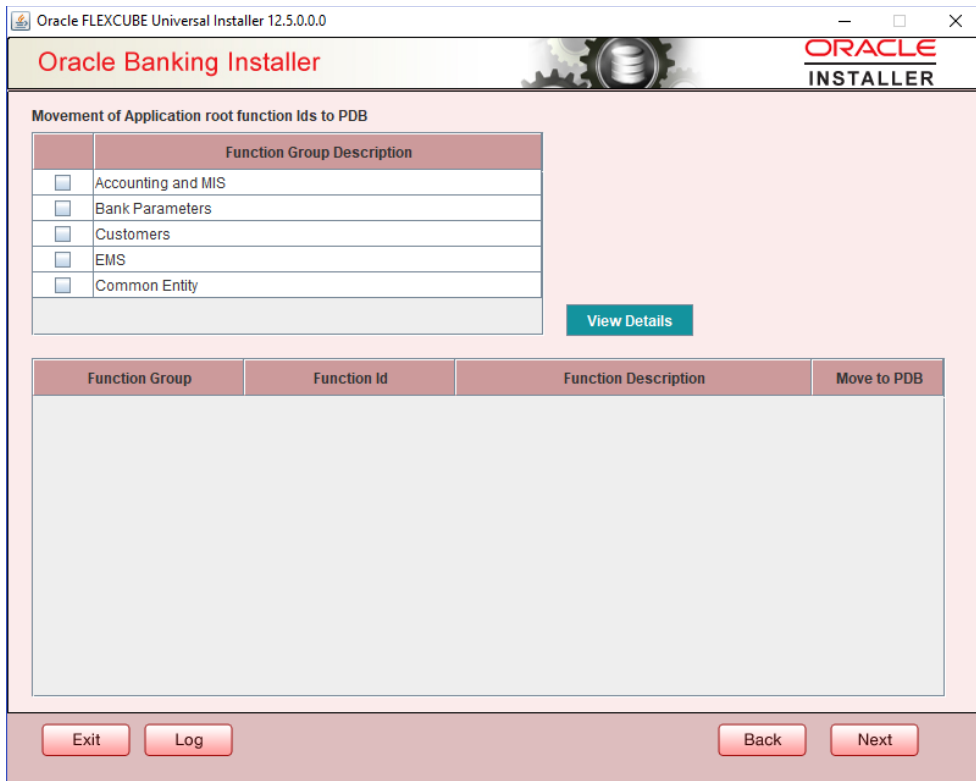 Oracle FLEXCUBE Universal Installer 12.5.0.0.0
Oracle Banking Installer
ORACLE
INSTALLER
Movement of Application root function Ids to PDB
Function Group Description
Accounting and MIS
Bank Parameters
Customers
EMS
Common Entity
View Details
Function Group Function Id Function Description Move to PDB
Exit Log Back Next